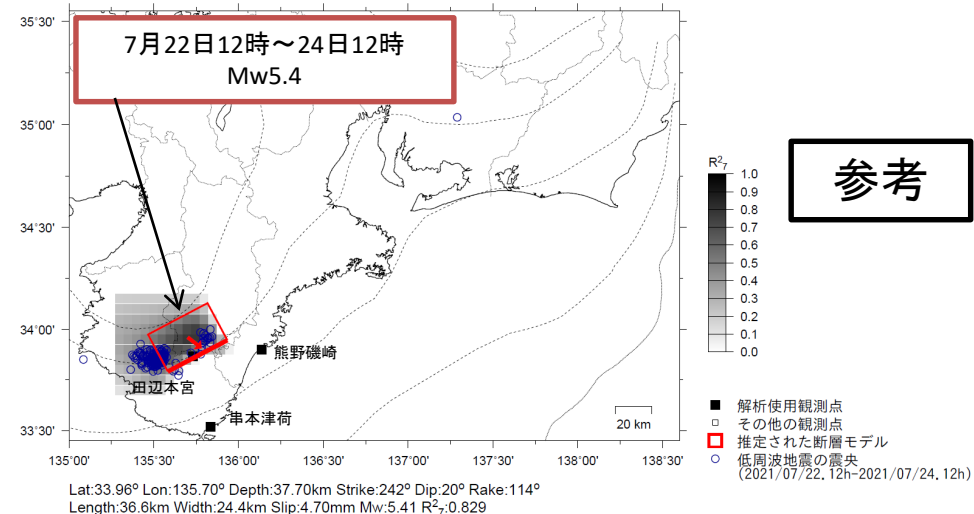 7月22日12時～24日12時
Mw5.4
参考
35°30'
35°00'
34°30'
34°00'
33°30'
135°00'
135°30'
136°00'
136°30'
137°00'
137°30'
138°00'
138°30'
熊野磯崎
田辺本宮
串本津荷
20 km
R²₇
1.0
0.9
0.8
0.7
0.6
0.5
0.4
0.3
0.2
0.1
0.0
解析使用観測点
その他の観測点
推定された断層モデル
低周波地震の震央
(2021/07/22.12h-2021/07/24.12h)
Lat:33.96º Lon:135.70º Depth:37.70km Strike:242º Dip:20º Rake:114º
Length:36.6km Width:24.4km Slip:4.70mm Mw:5.41 R²₇:0.829